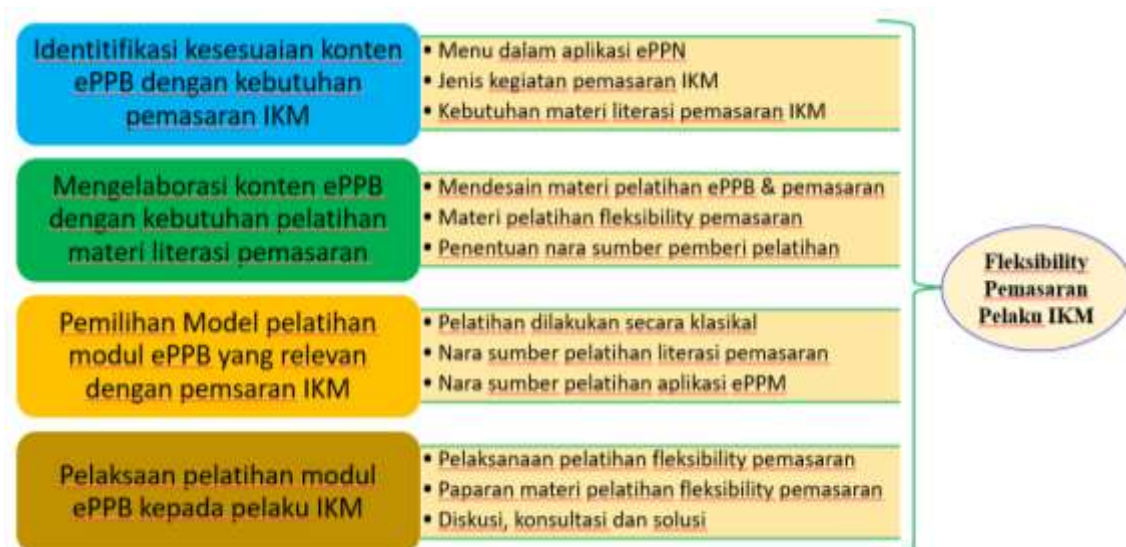 Identitifikasi kesesuaian konten
ePPB dengan kebutuhan
pemasaran IKM
• Menu dalam aplikasi ePPN
• Jenis kegiatan pemasaran IKM
• Kebutuhan materi literasi pemasaran IKM
Mengelaborasi konten ePPB
dengan kebutuhan pelatihan
materi literasi pemasaran
• Mendesain materi pelatihan ePPB & pemasaran
• Materi pelatihan fleksibility pemasaran
• Penentuan nara sumber pemberi pelatihan
Pemilihan Model pelatihan
modul ePPB yang relevan
dengan pemsaran IKM
• Pelatihan dilakukan secara klasikal
• Nara sumber pelatihan literasi pemasaran
• Nara sumber pelatihan aplikasi ePPM
Pelaksaan pelatihan modul
ePPB kepada pelaku IKM
• Pelaksanaan pelatihan fleksibility pemasaran
• Paparan materi pelatihan fleksibility pemasaran
• Diskusi, konsultasi dan solusi
Fleksibility
Pemasaran
Pelaku IKM